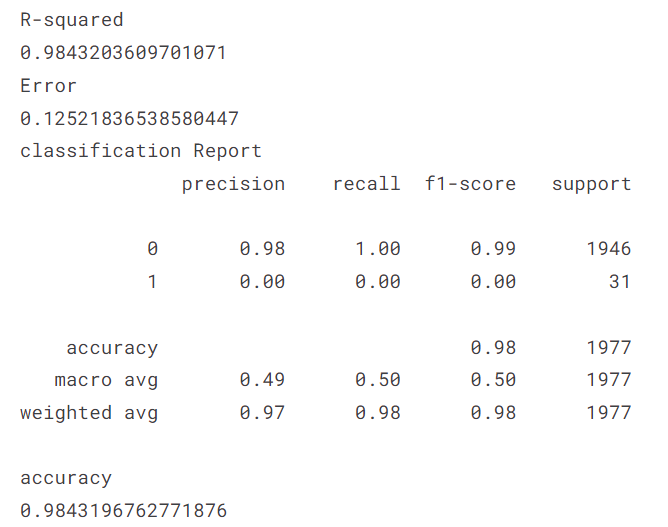 R-squared
0.9843203609701071
Error
0.12521836538580447
classification Report
precision recall f1-score support
0 0.98 1.00 0.99 1946
1 0.00 0.00 0.00 31
accuracy 0.98 1977
macro avg 0.49 0.50 0.50 1977
weighted avg 0.97 0.98 0.98 1977
accuracy
0.9843196762771876